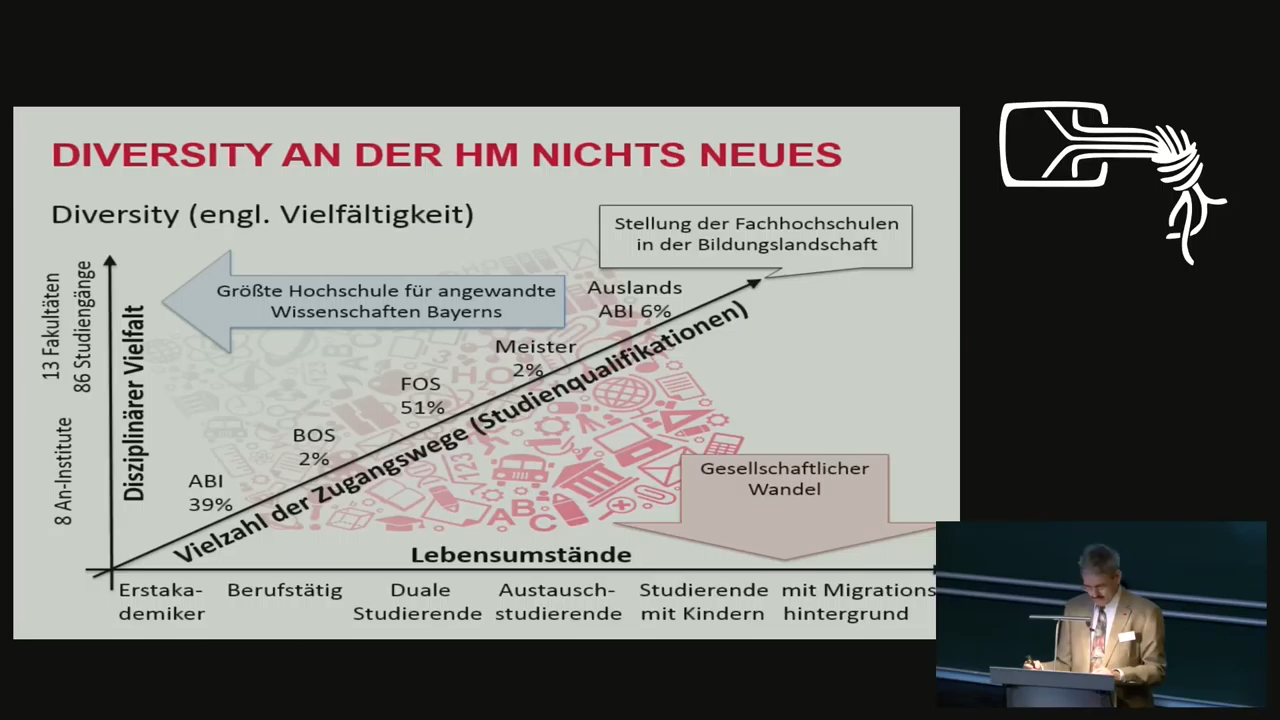 DIVERSITY AN DER HM NICHTS NEUES
Diversity (engl. Vielfältigkeit)
Stellung der Fachhochschulen
in der Bildungslandschaft
Größte Hochschule für angewandte
Wissenschaften Bayerns
13 Fakultäten
86 Studiengänge
8 An-Institute
Disziplinärer Vielfalt
Auslands
ABI 6%
Meister
2%
FOS
51%
BOS
2%
ABI
39%
Vielzahl der Zugangswege (Studienqualifikationen)
123
ABC
Gesellschaftlicher
Wandel
Lebensumstände
Erstaka-
demiker
Berufstätig
Duale
Studierende
Austausch-
studierende
Studierende
mit Kindern
mit Migrations
hintergrund